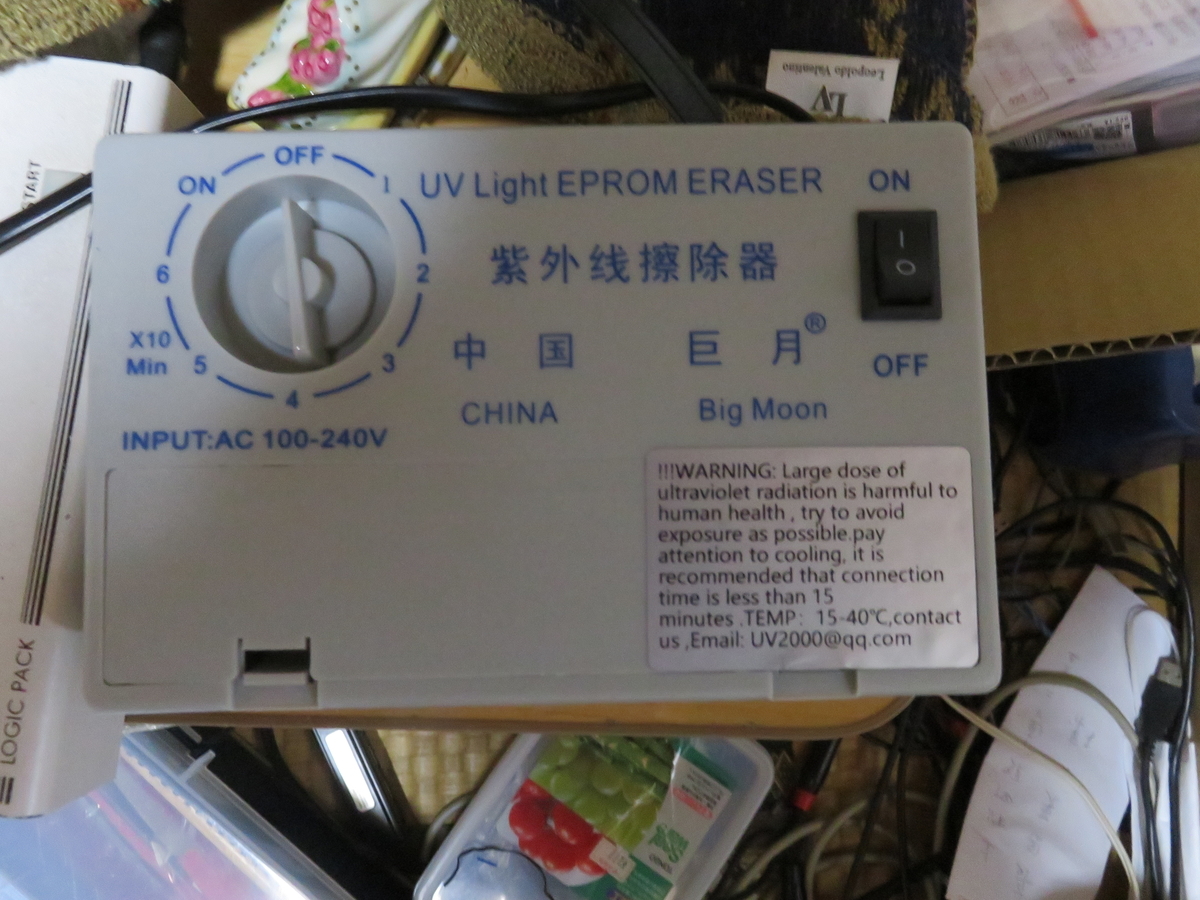 OFF
ON
1
6
2
X10
Min
5
3
4
INPUT:AC 100-240V
UV Light EPROM ERASER
紫外线擦除器
中 国 巨 月®
CHINA Big Moon
ON
I
O
OFF
!!!WARNING: Large dose of
ultraviolet radiation is harmful to
human health , try to avoid
exposure as possible.pay
attention to cooling, it is
recommended that connection
time is less than 15
minutes .TEMP: 15-40℃,contact
us ,Email: UV2000@qq.com
START
LOGIC PACK
LV
Leopoldo Valentino